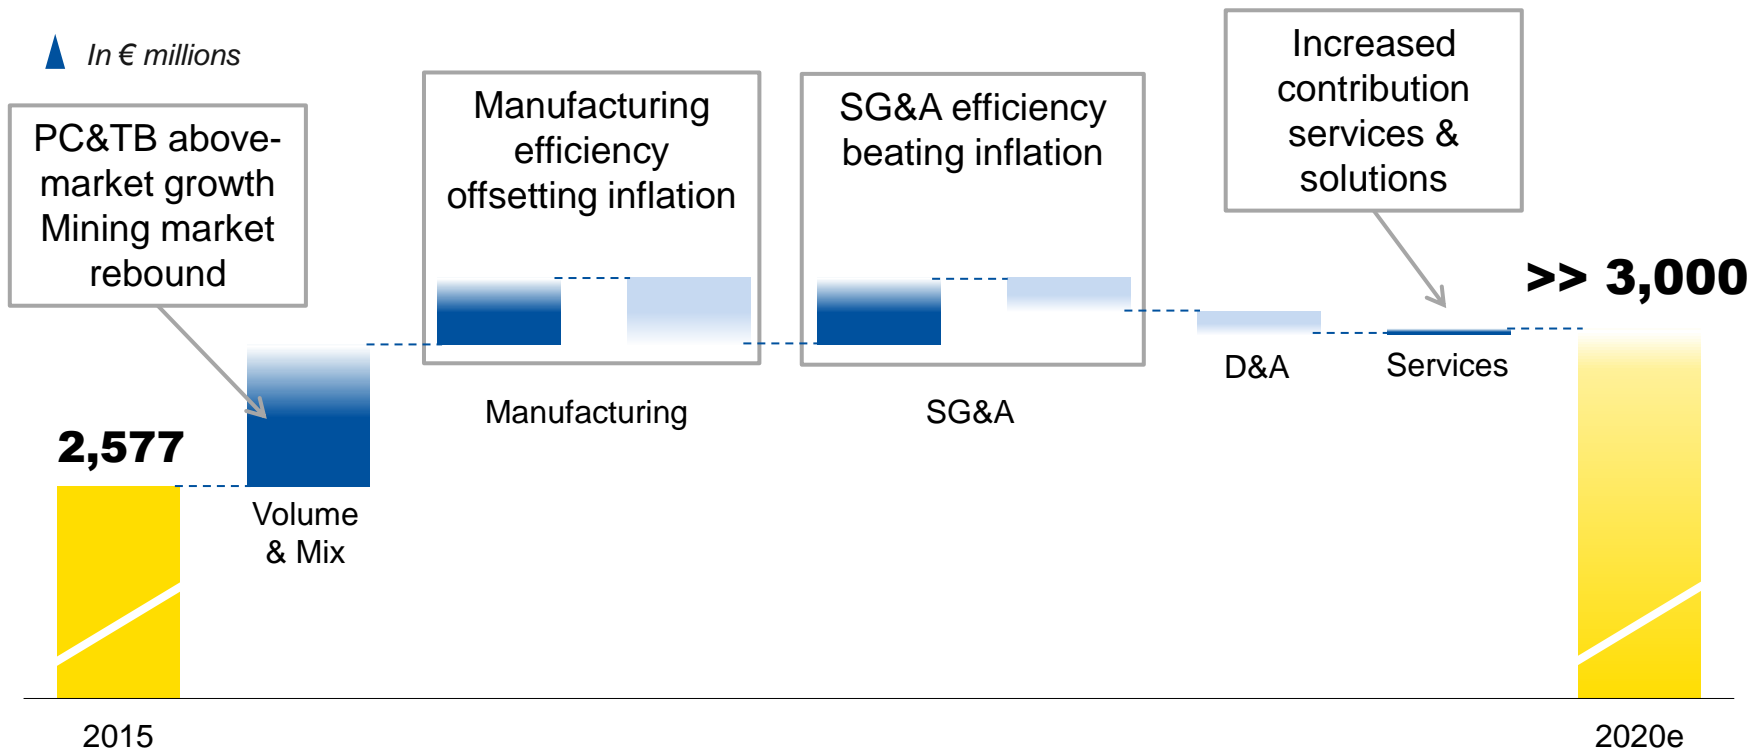 In € millions
PC&TB above-
market growth
Mining market
rebound
Manufacturing
efficiency
offsetting inflation
SG&A efficiency
beating inflation
Increased
contribution
services &
solutions
2,577
>> 3,000
Volume
& Mix
Manufacturing
SG&A
D&A
Services
2015
2020e